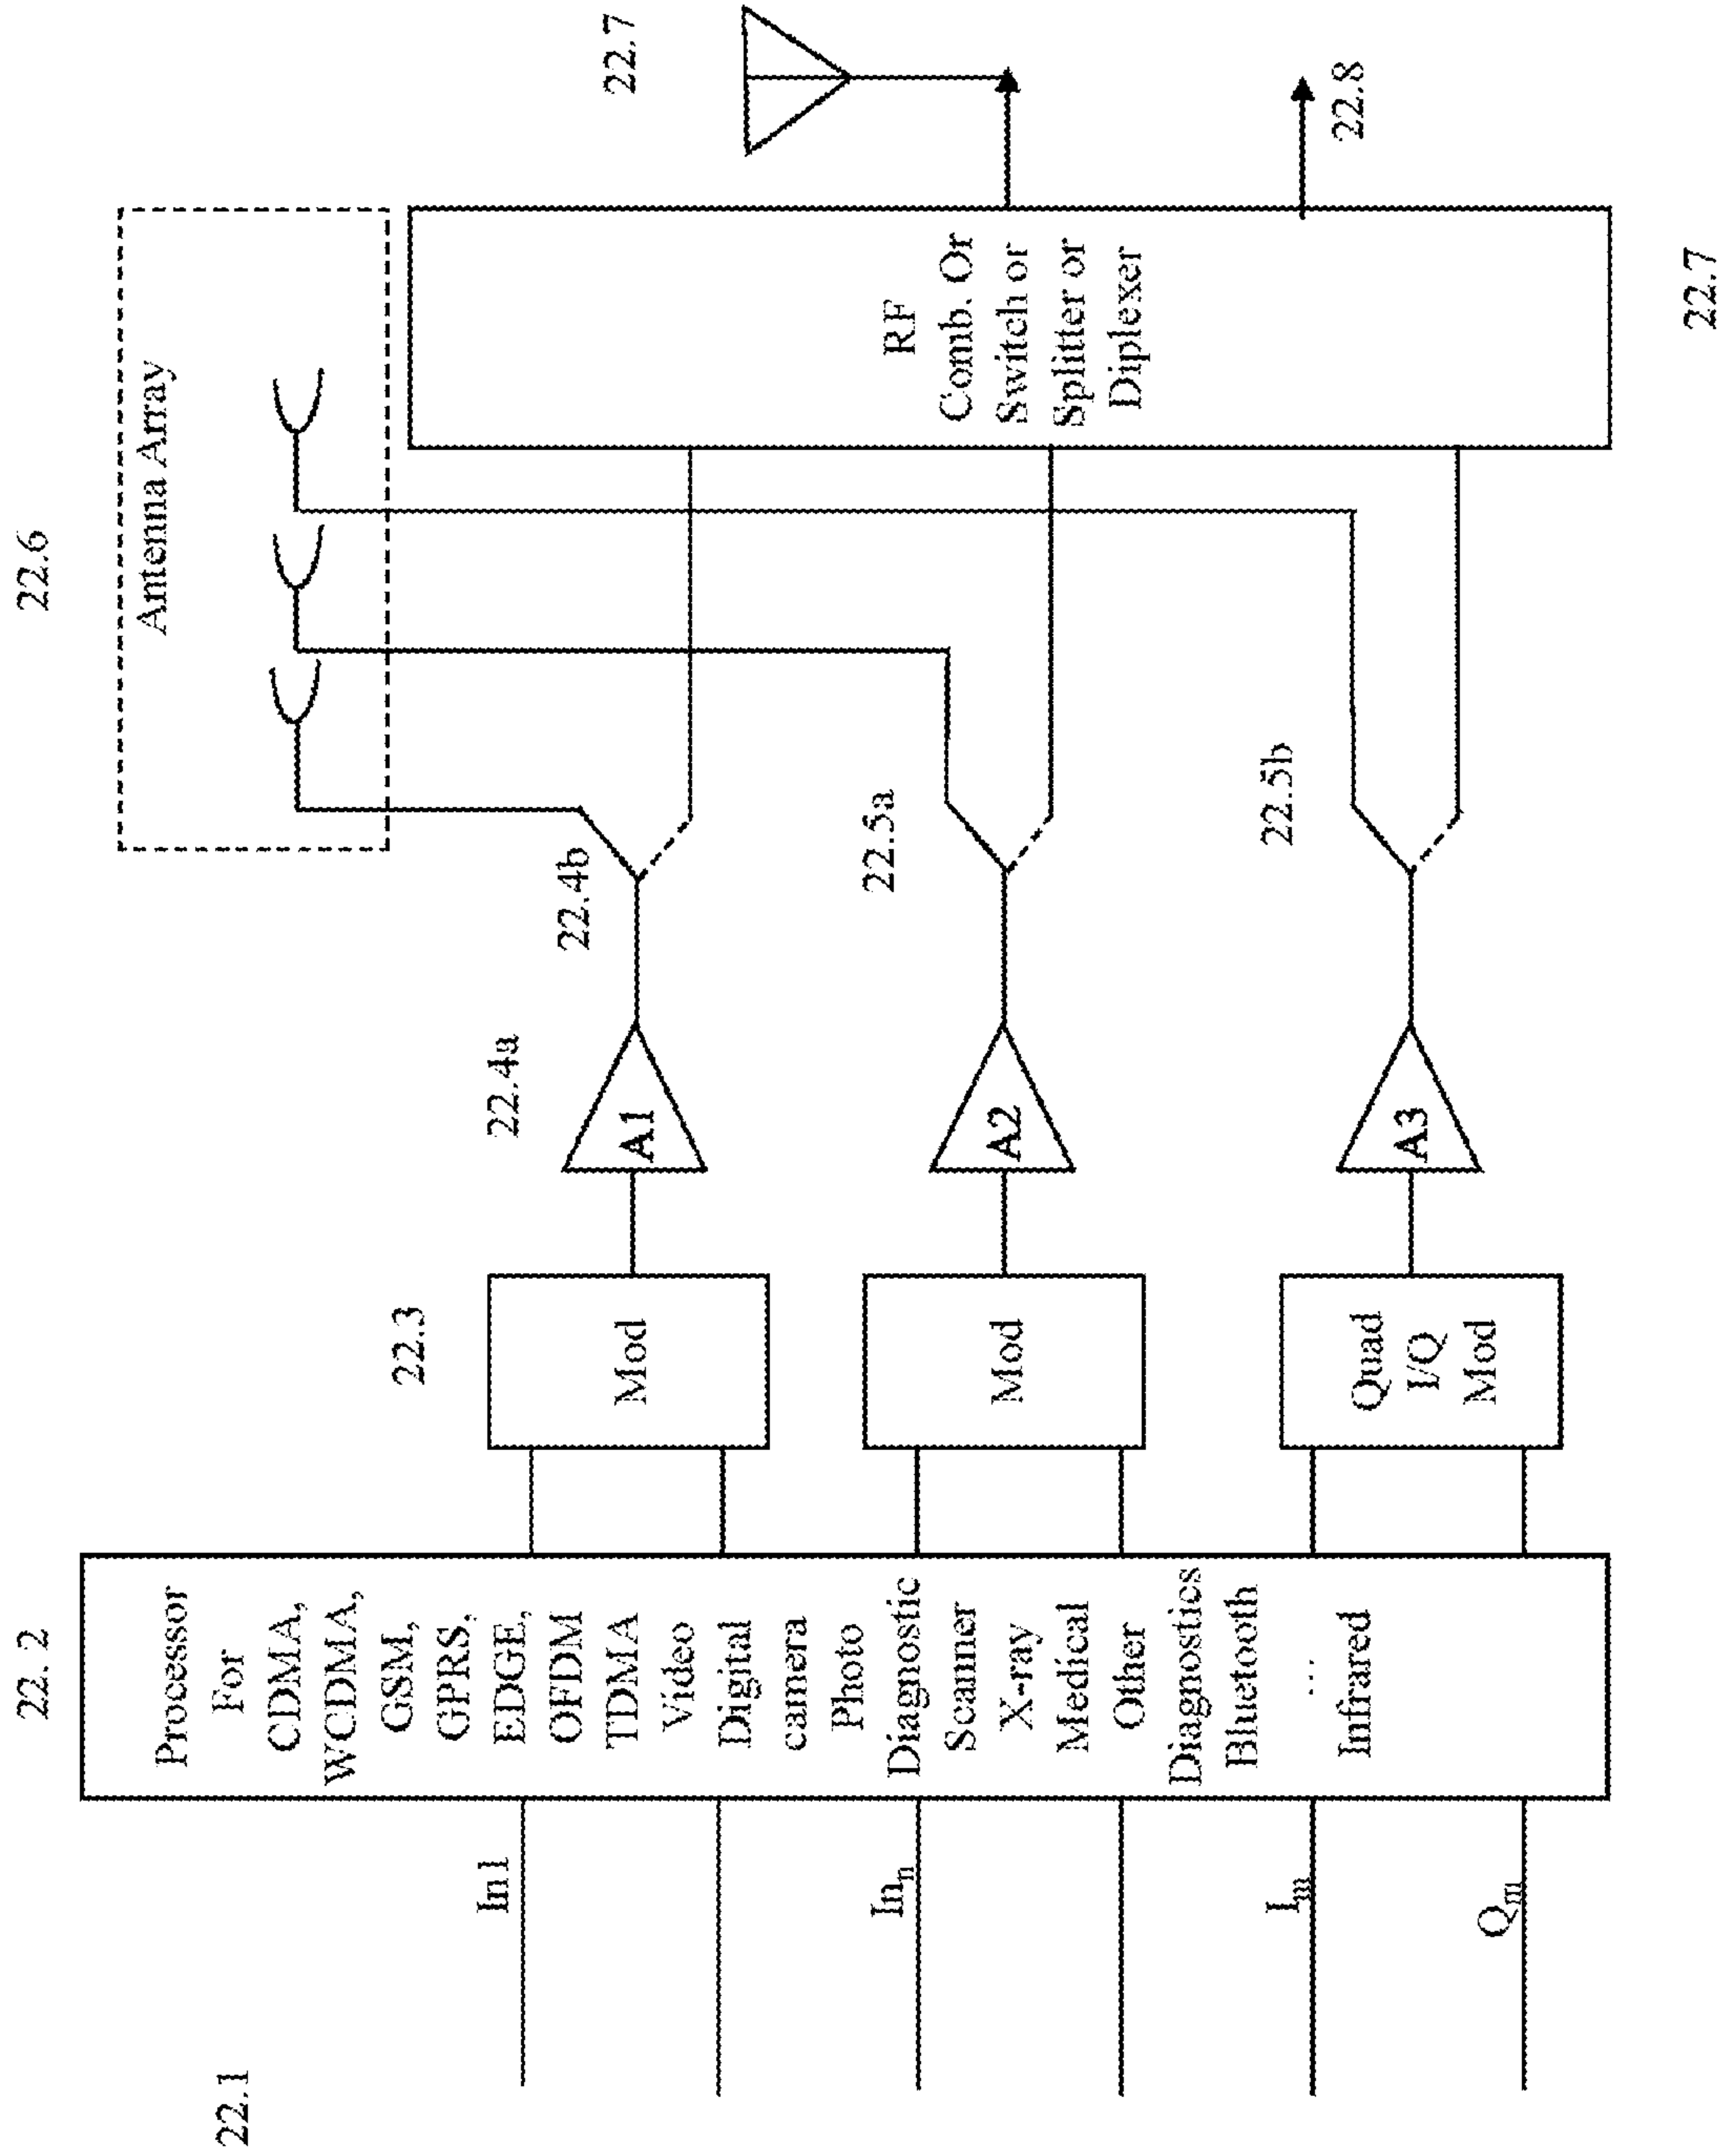 22.1
In1
In_n
I_m
Q_m
22. 2
Processor
For
CDMA,
WCDMA,
GSM,
GPRS,
EDGE,
OFDM
TDMA
Video
Digital
camera
Photo
Diagnostic
Scanner
X-ray
Medical
Other
Diagnostics
Bluetooth
...
Infrared
22.3
Mod
Mod
Quad
I/Q
Mod
22.4a
A1
A2
A3
22.4b
22.5a
22.5b
22.6
Antenna Array
RF
Comb. Or
Switch or
Splitter or
Diplexer
22.7
22.7
22.8